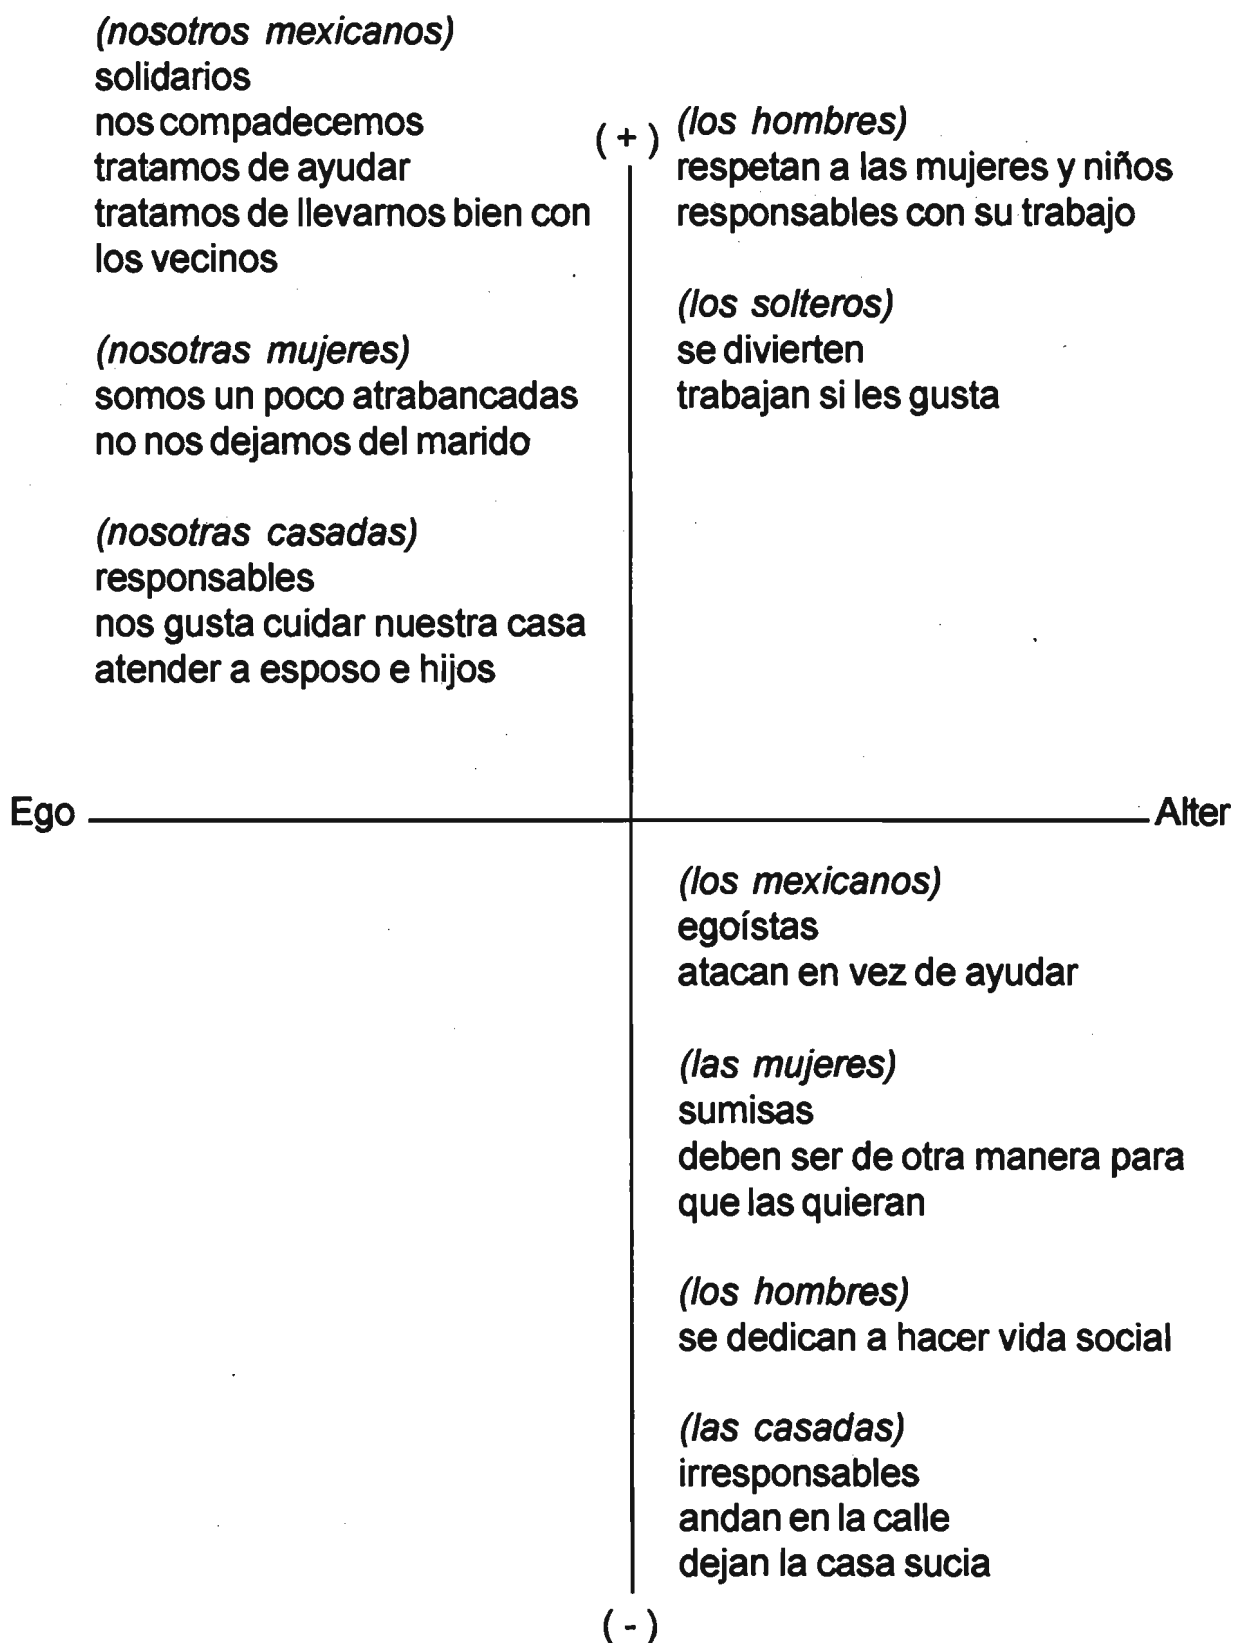 (nosotros mexicanos)
solidarios
nos compadecemos
tratamos de ayudar
tratamos de llevarnos bien con
los vecinos
(nosotras mujeres)
somos un poco atrabancadas
no nos dejamos del marido
(nosotras casadas)
responsables
nos gusta cuidar nuestra casa
atender a esposo e hijos
(+)
(los hombres)
respetan a las mujeres y niños
responsables con su trabajo
(los solteros)
se divierten
trabajan si les gusta
Ego
Alter
(los mexicanos)
egoístas
atacan en vez de ayudar
(las mujeres)
sumisas
deben ser de otra manera para
que las quieran
(los hombres)
se dedican a hacer vida social
(las casadas)
irresponsables
andan en la calle
dejan la casa sucia
(-)